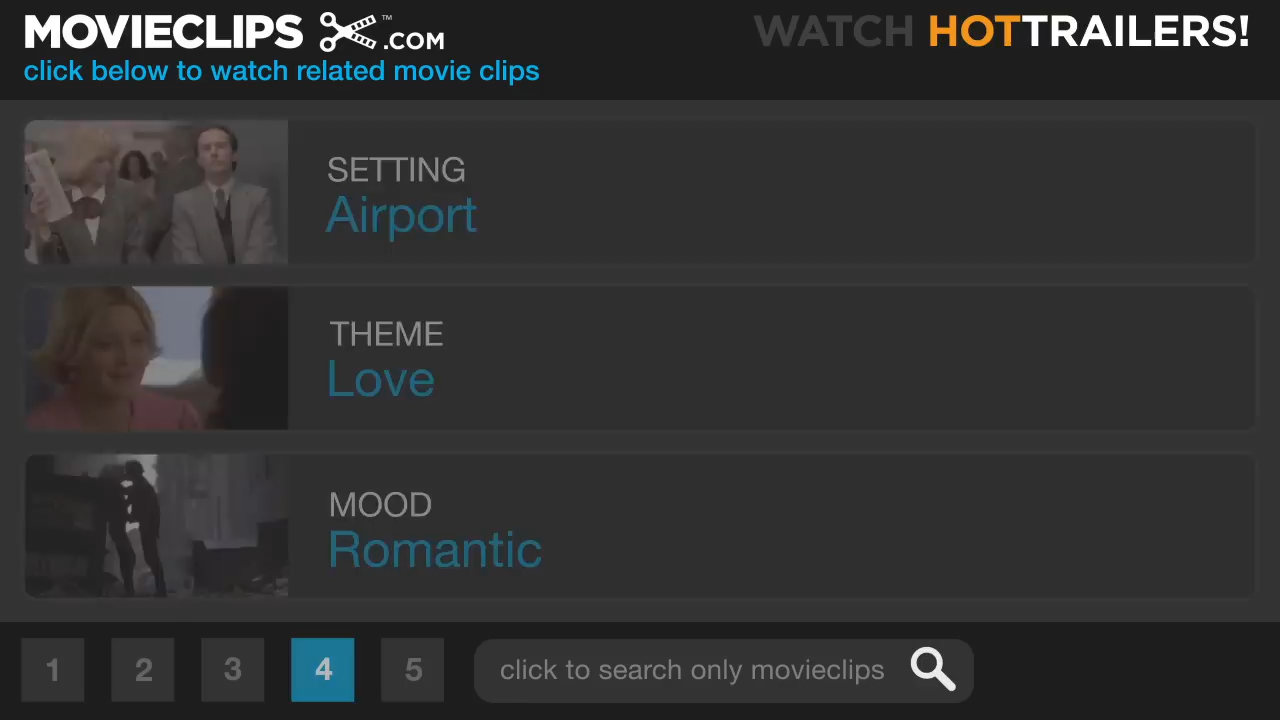 MOVIECLIPS™.COM
click below to watch related movie clips
WATCH HOTTRAILERS!
SETTING
Airport
THEME
Love
MOOD
Romantic
1 2 3 4 5
click to search only movieclips